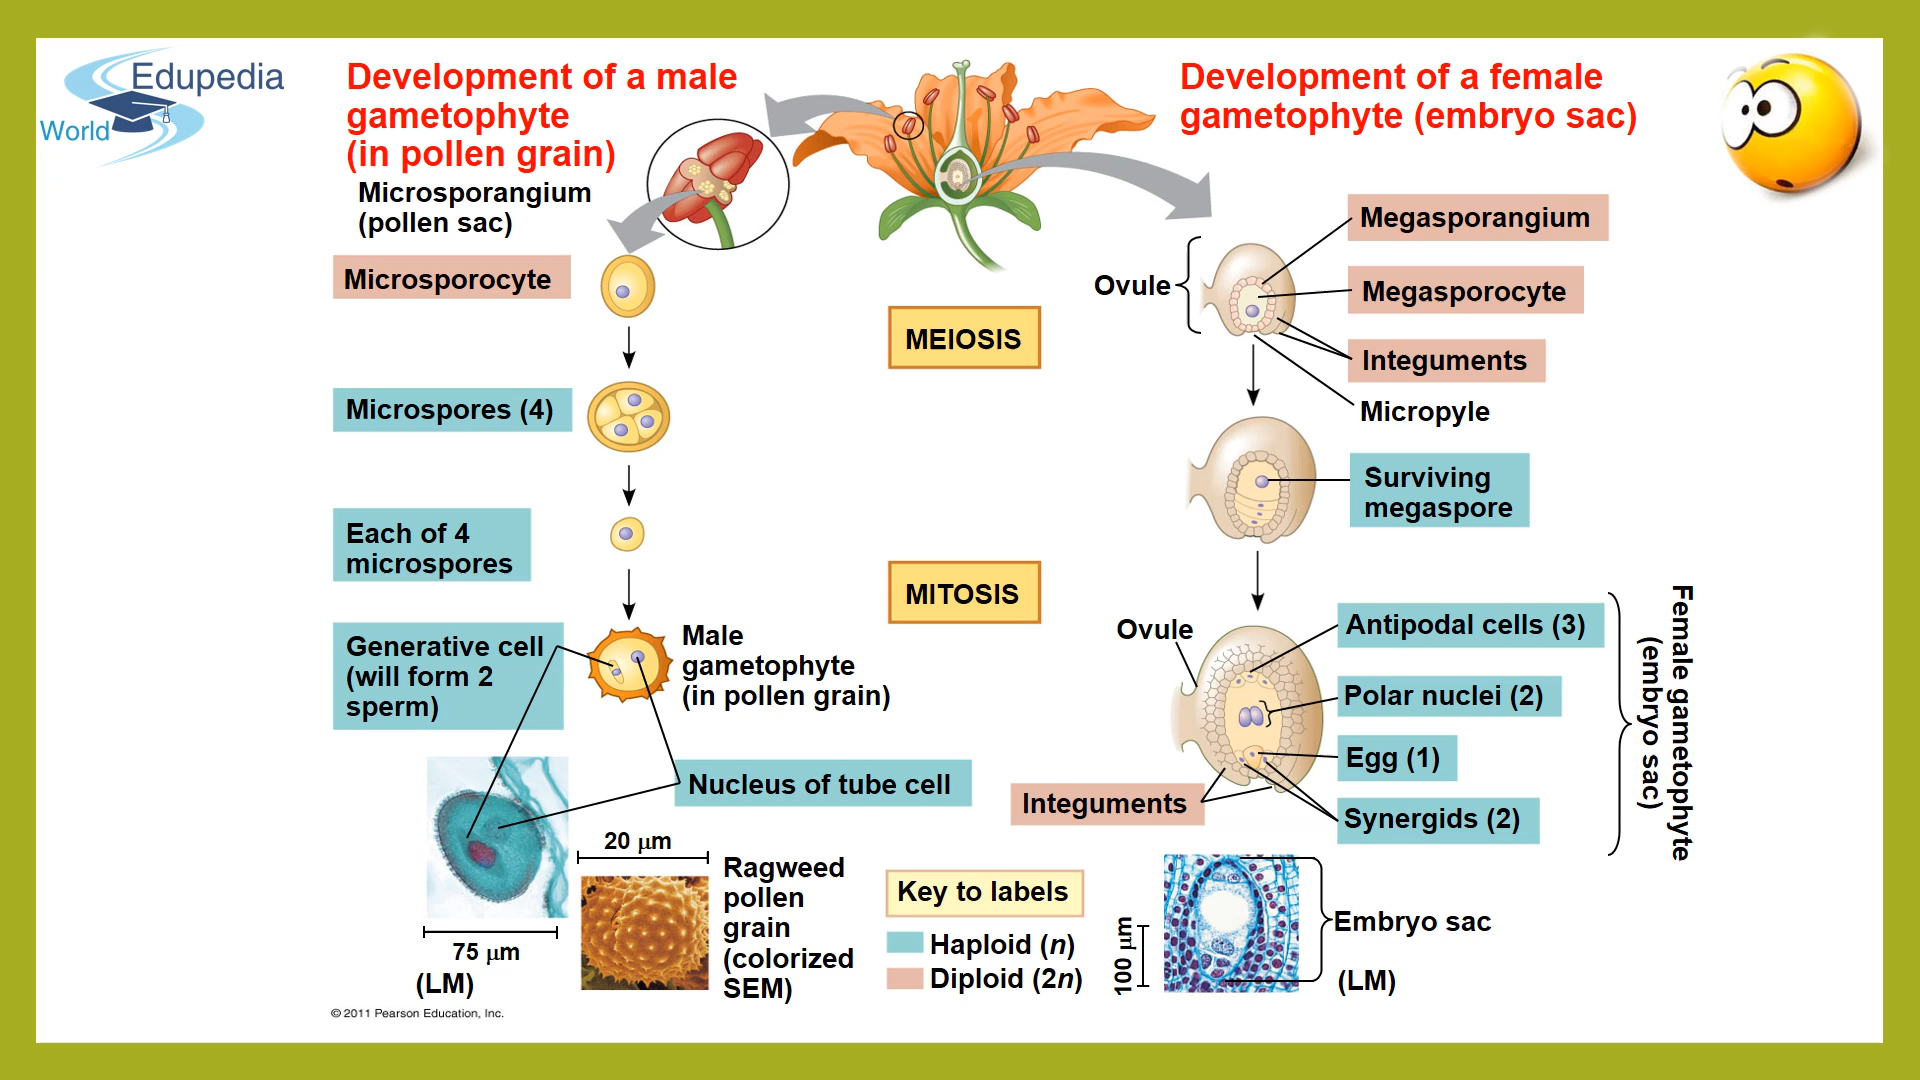 Edupedia
World
Development of a male
gametophyte
(in pollen grain)
Microsporangium
(pollen sac)
Microsporocyte
Microspores (4)
Each of 4
microspores
Generative cell
(will form 2
sperm)
Male
gametophyte
(in pollen grain)
Nucleus of tube cell
75 μm
(LM)
20 μm
Ragweed
pollen
grain
(colorized
SEM)
© 2011 Pearson Education, Inc.
MEIOSIS
MITOSIS
Key to labels
Haploid (n)
Diploid (2n)
Development of a female
gametophyte (embryo sac)
Ovule
Megasporangium
Megasporocyte
Integuments
Micropyle
Surviving
megaspore
Ovule
Antipodal cells (3)
Polar nuclei (2)
Egg (1)
Synergids (2)
Integuments
Female gametophyte
(embryo sac)
100 μm
Embryo sac
(LM)